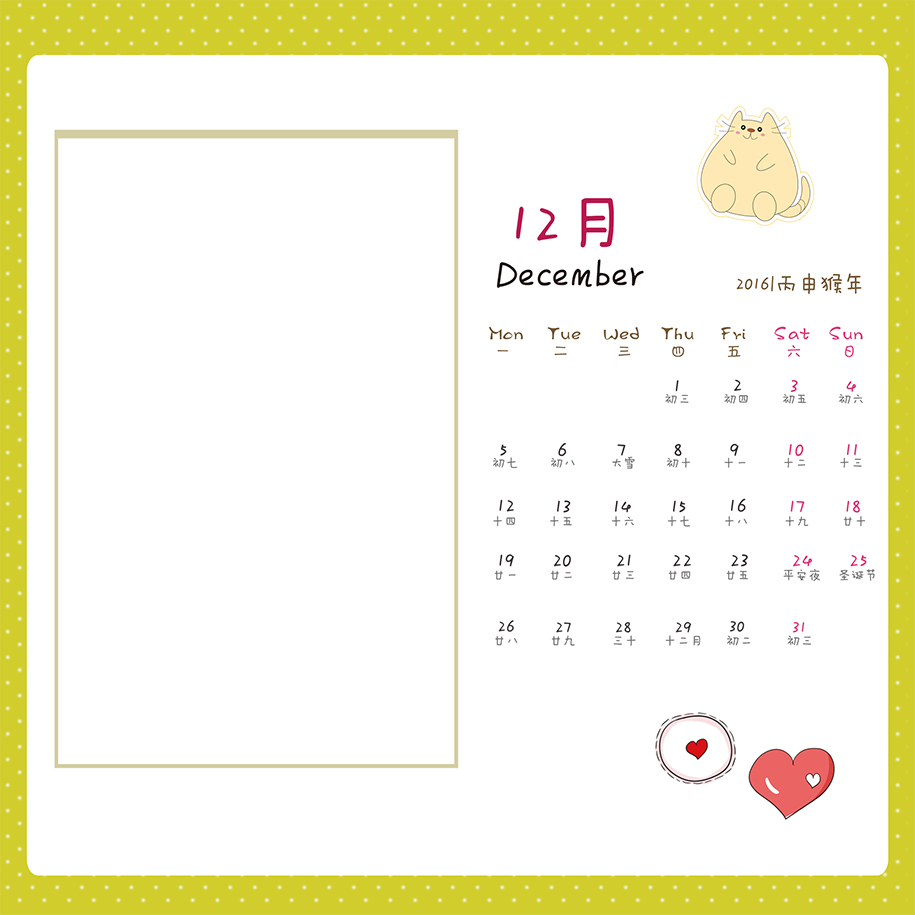 12月
December
2016|丙申猴年
Mon Tue Wed Thu Fri Sat Sun
一 二 三 四 五 六 日
1 2 3 4
初三 初四 初五 初六
5 6 7 8 9 10 11
初七 初八 大雪 初十 十一 十二 十三
12 13 14 15 16 17 18
十四 十五 十六 十七 十八 十九 廿十
19 20 21 22 23 24 25
廿一 廿二 廿三 廿四 廿五 平安夜 圣诞节
26 27 28 29 30 31
廿八 廿九 三十 十二月 初二 初三